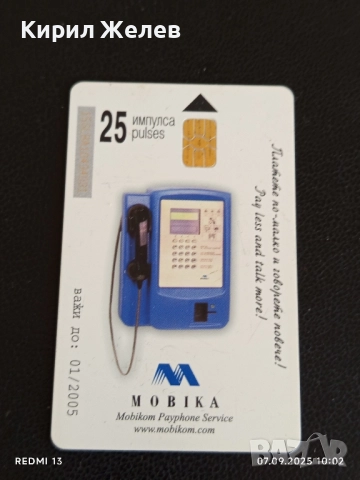 Кирил Желев
25 импулса
pulses
Платете по-малко и говорете повече!
Pay less and talk more!
важи до: 01/2005
MOBIKA
Mobikom Payphone Service
www.mobikom.com
REDMI 13
07.09.2025 10:02